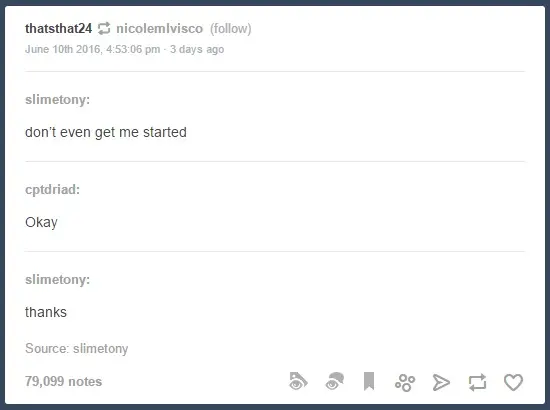 thatsthat24 nicolemlvisco (follow)
June 10th 2016, 4:53:06 pm · 3 days ago
slimetony:
don't even get me started
cptdriad:
Okay
slimetony:
thanks
Source: slimetony
79,099 notes